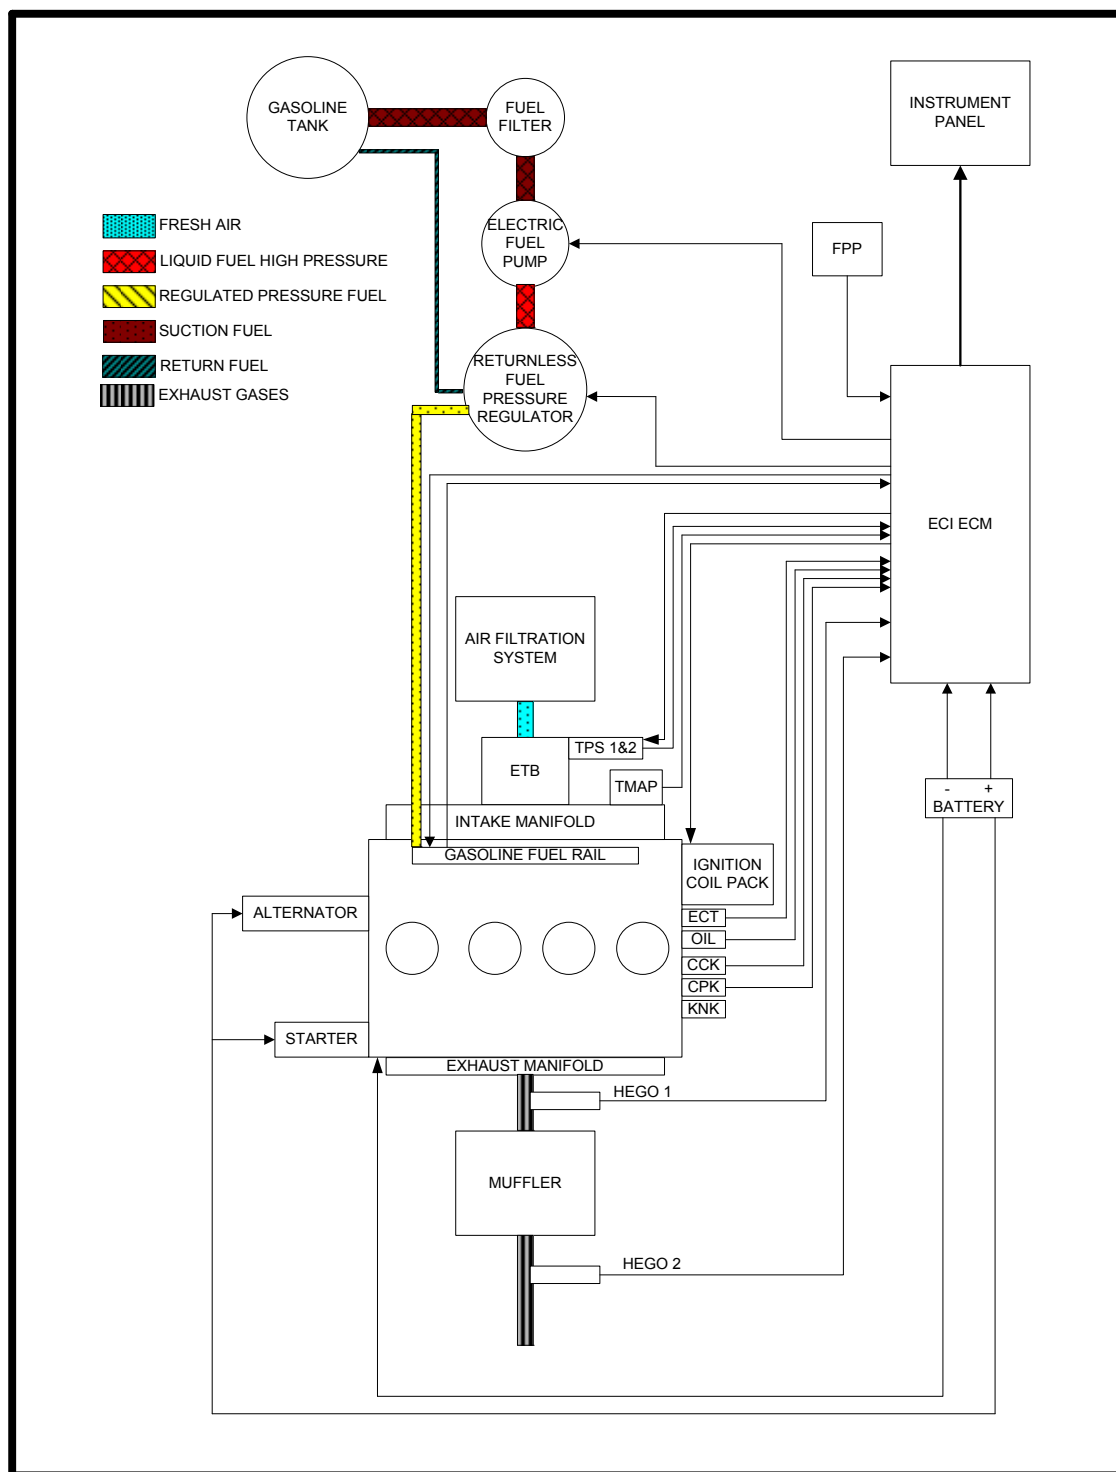 GASOLINE
TANK
FUEL
FILTER
INSTRUMENT
PANEL
FRESH AIR
LIQUID FUEL HIGH PRESSURE
REGULATED PRESSURE FUEL
SUCTION FUEL
RETURN FUEL
EXHAUST GASES
ELECTRIC
FUEL
PUMP
FPP
RETURNLESS
FUEL
PRESSURE
REGULATOR
ECI ECM
AIR FILTRATION
SYSTEM
ETB
TPS 1&2
TMAP
- +
BATTERY
INTAKE MANIFOLD
GASOLINE FUEL RAIL
IGNITION
COIL PACK
ALTERNATOR
ECT
OIL
CCK
CPK
KNK
STARTER
EXHAUST MANIFOLD
HEGO 1
MUFFLER
HEGO 2